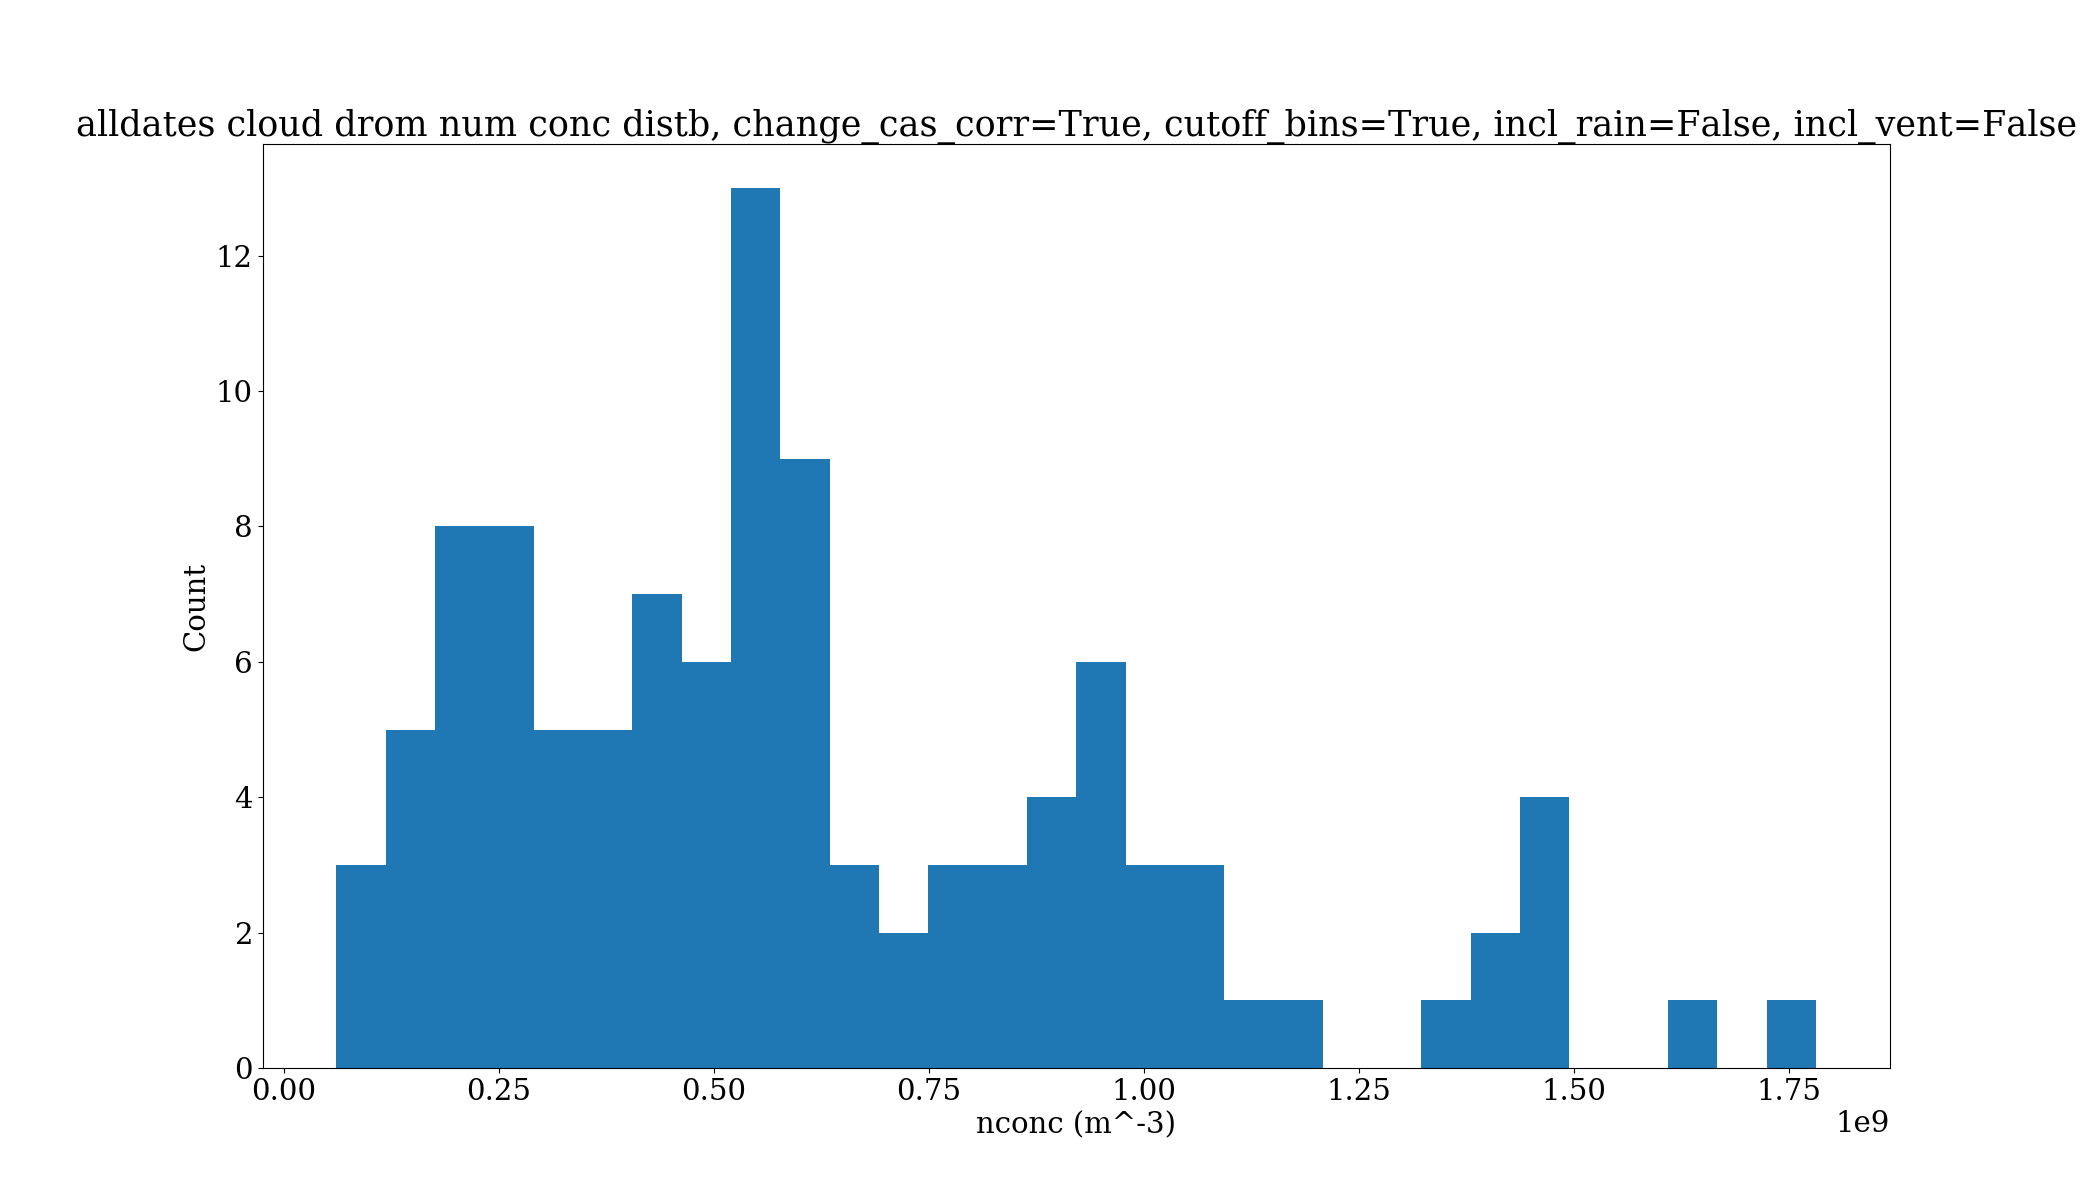 alldates cloud drom num conc distb, change_cas_corr=True, cutoff_bins=True, incl_rain=False, incl_vent=False
12
10
8
6
4
2
0
Count
0.00 0.25 0.50 0.75 1.00 1.25 1.50 1.75
nconc (m^-3)
1e9